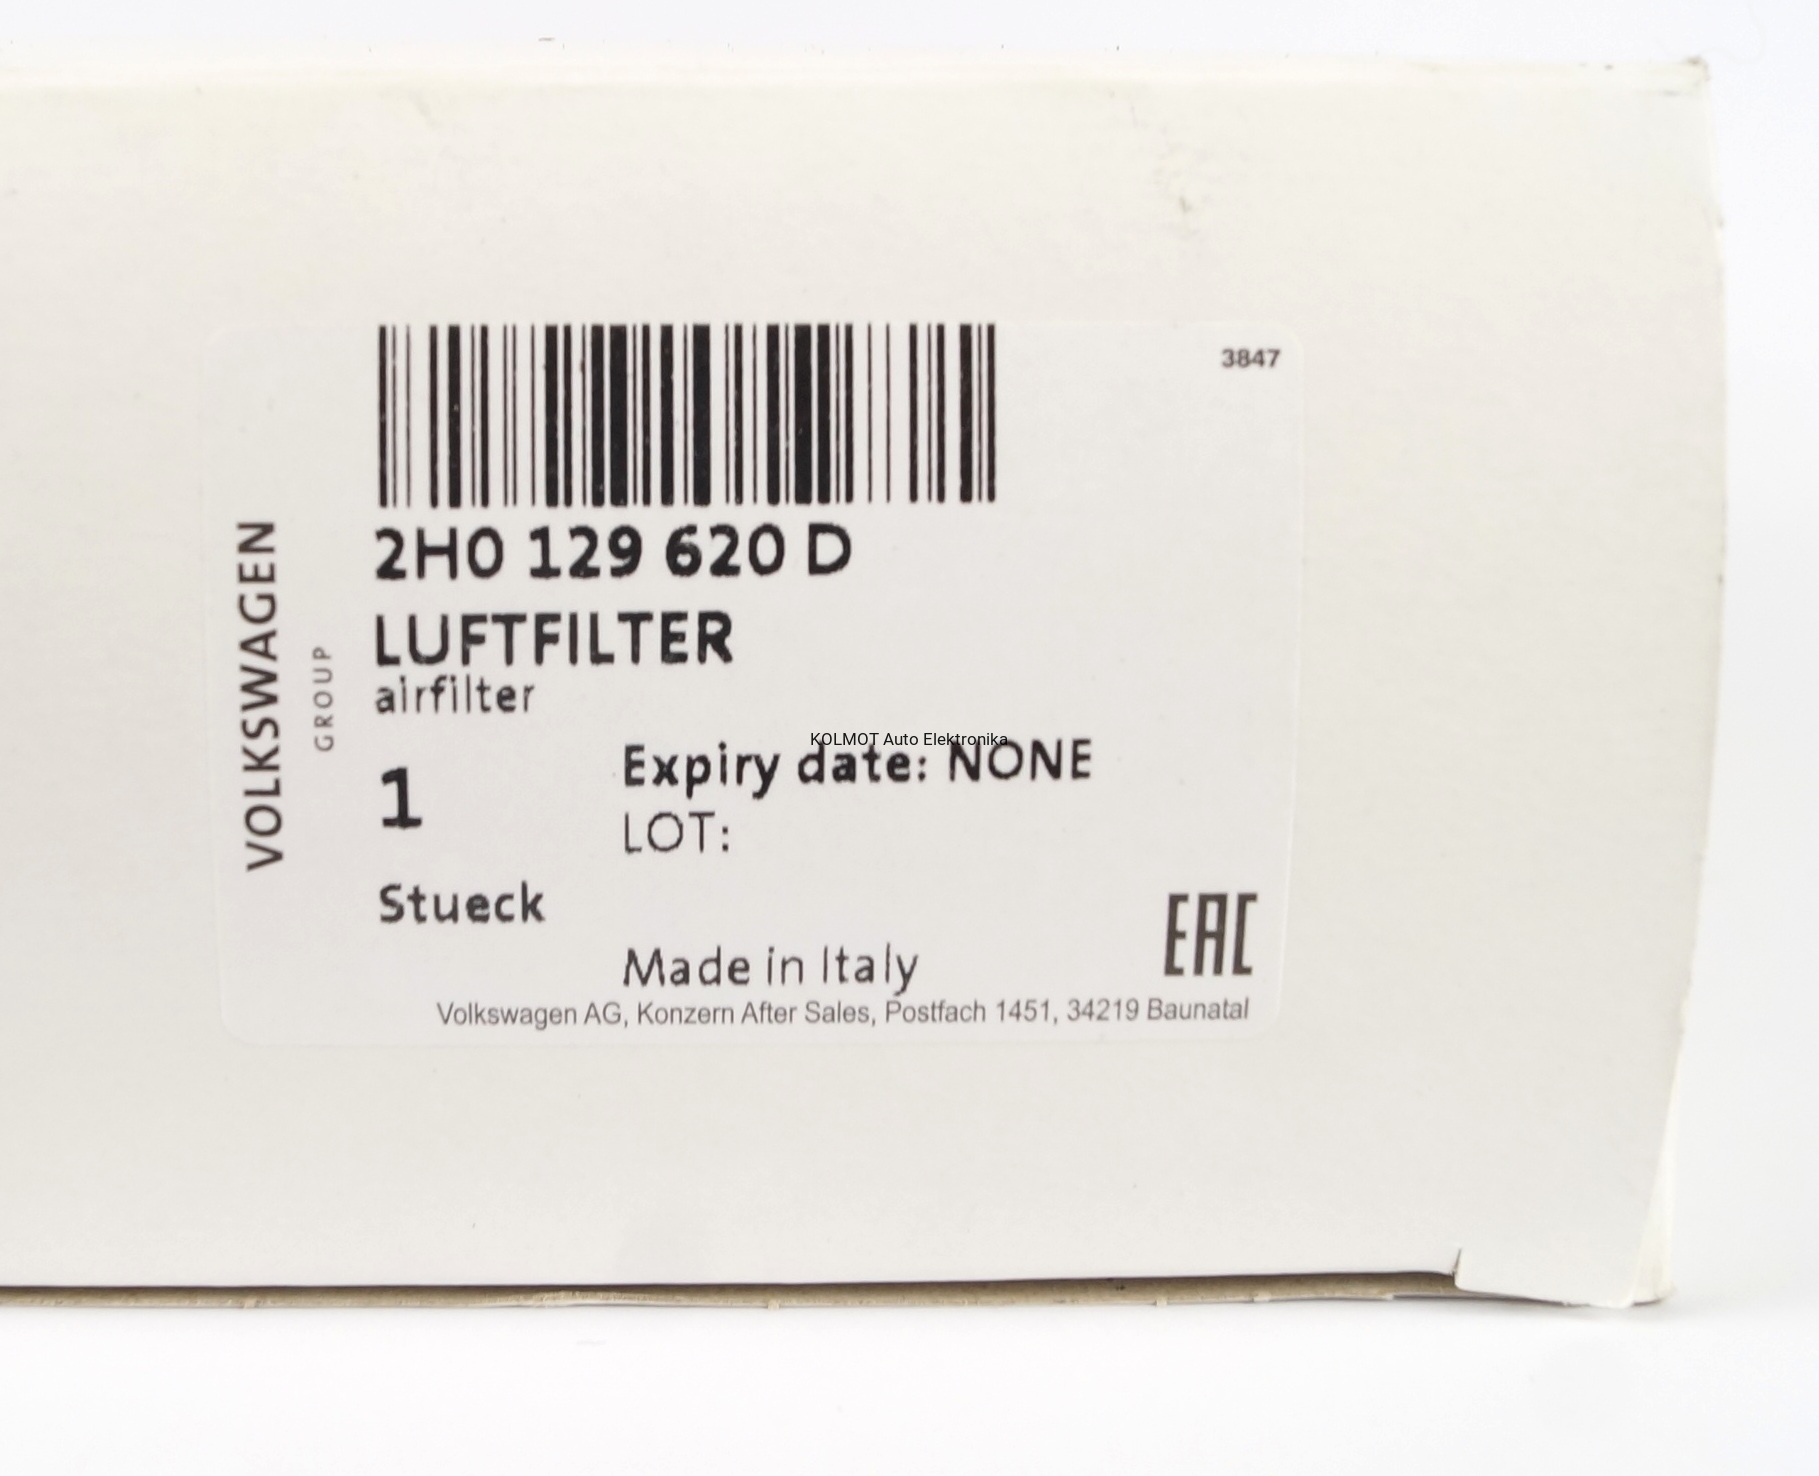 3847
VOLKSWAGEN
GROUP
2H0 129 620 D
LUFTFILTER
airfilter
KOLMOT Auto Elektronika
1
Expiry date: NONE
LOT:
Stueck
EAC
Made in Italy
Volkswagen AG, Konzern After Sales, Postfach 1451, 34219 Baunatal